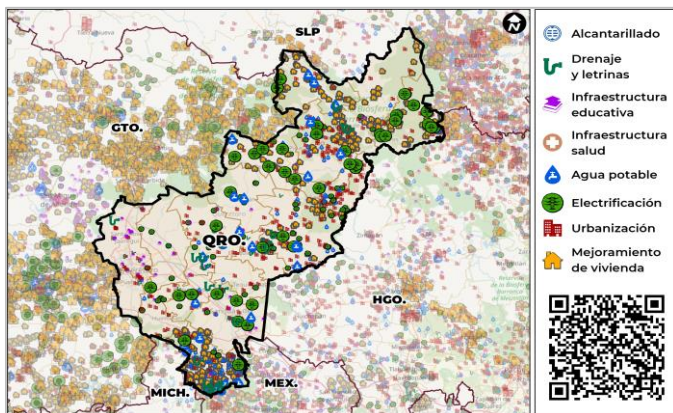 SLP
N
GTO.
QRO.
HGO.
MICH.
MEX.
Alcantarillado
Drenaje
y letrinas
Infraestructura
educativa
Infraestructura
salud
Agua potable
Electrificación
Urbanización
Mejoramiento
de vivienda